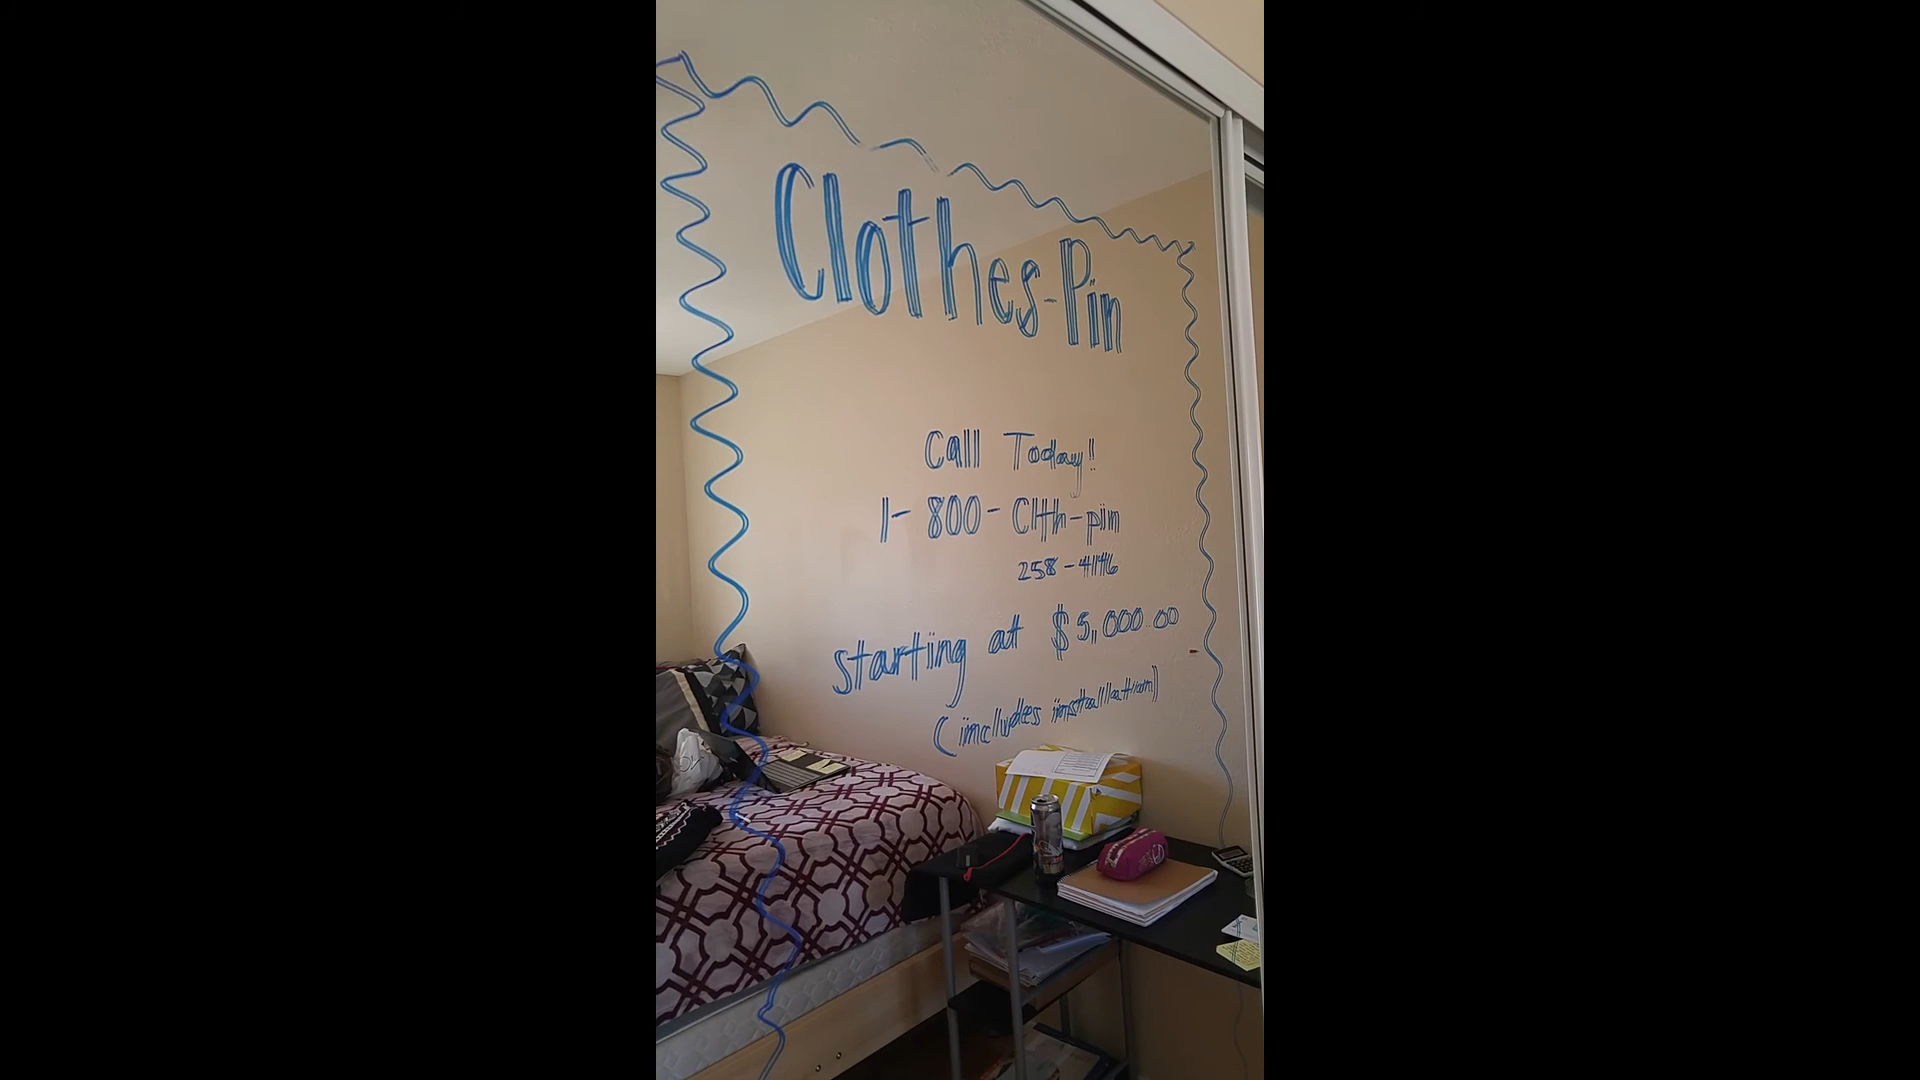 Clothes-Pin
Call Today!
1-800-Clth-pin
258-4146
starting at $5,000.00
(includes installation)